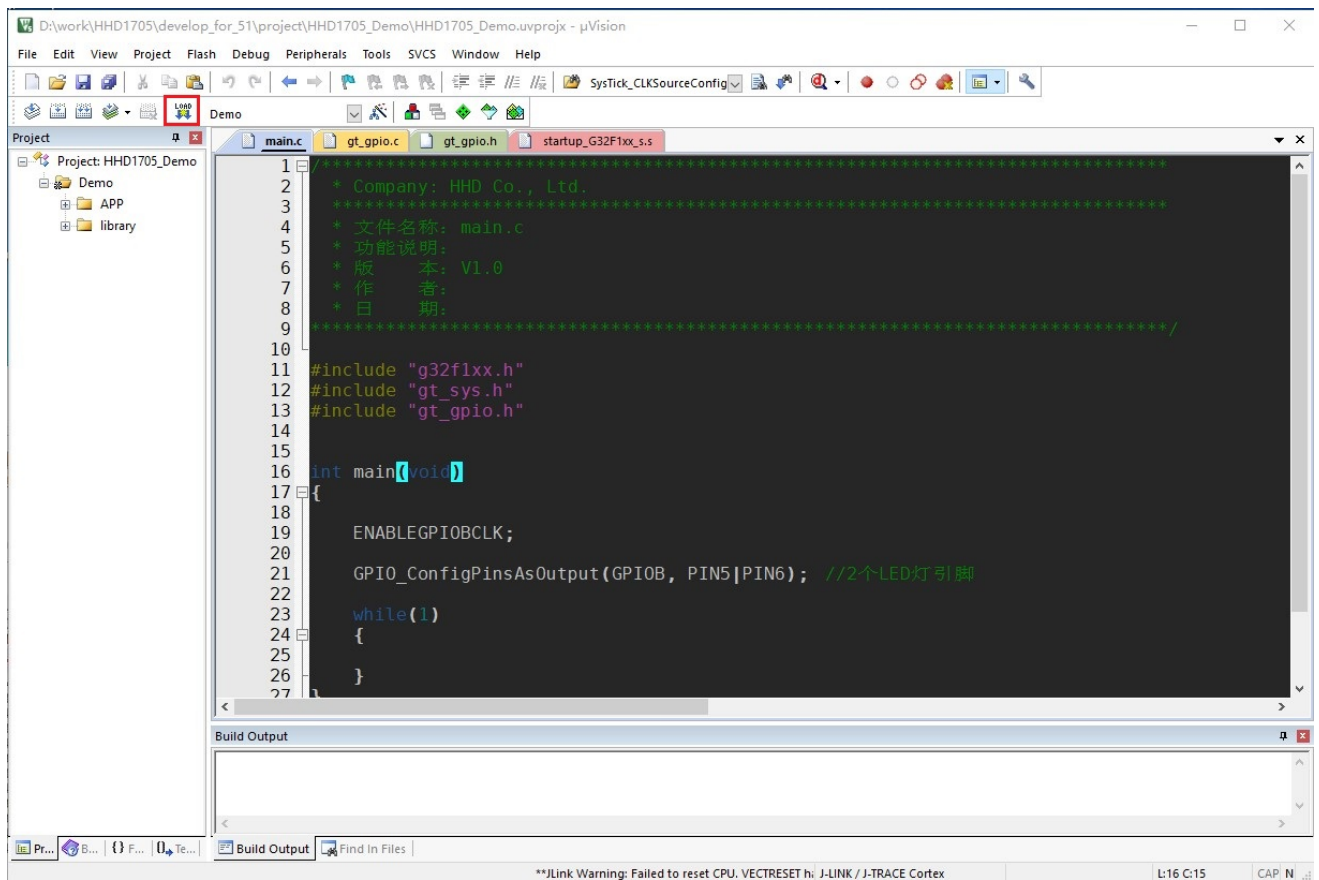 D:\work\HHD1705\develop_for_51\project\HHD1705_Demo\HHD1705_Demo.uvprojx - µVision
File Edit View Project Flash Debug Peripherals Tools SVCS Window Help
SysTick_CLKSourceConfig
LOAD Demo
Project
main.c gt_gpio.c gt_gpio.h startup_G32F1xx_s.s
Project: HHD1705_Demo
Demo
APP
library
1 /******************************************************************************
2 * Company: HHD Co., Ltd.
3 ******************************************************************************
4 * 文件名称: main.c
5 * 功能说明:
6 * 版 本: V1.0
7 * 作 者:
8 * 日 期:
9 ********************************************************************************/
10
11 #include "g32f1xx.h"
12 #include "gt_sys.h"
13 #include "gt_gpio.h"
14
15
16 int main(void)
17 {
18
19 ENABLEGPIOBCLK;
20
21 GPIO_ConfigPinsAsOutput(GPIOB, PIN5|PIN6); //2个LED灯引脚
22
23 while(1)
24 {
25
26 }
27 }
Build Output
Pr... B... {} F... Te...
Build Output Find In Files
**JLink Warning: Failed to reset CPU. VECTRESET ha J-LINK / J-TRACE Cortex L:16 C:15 CAP N